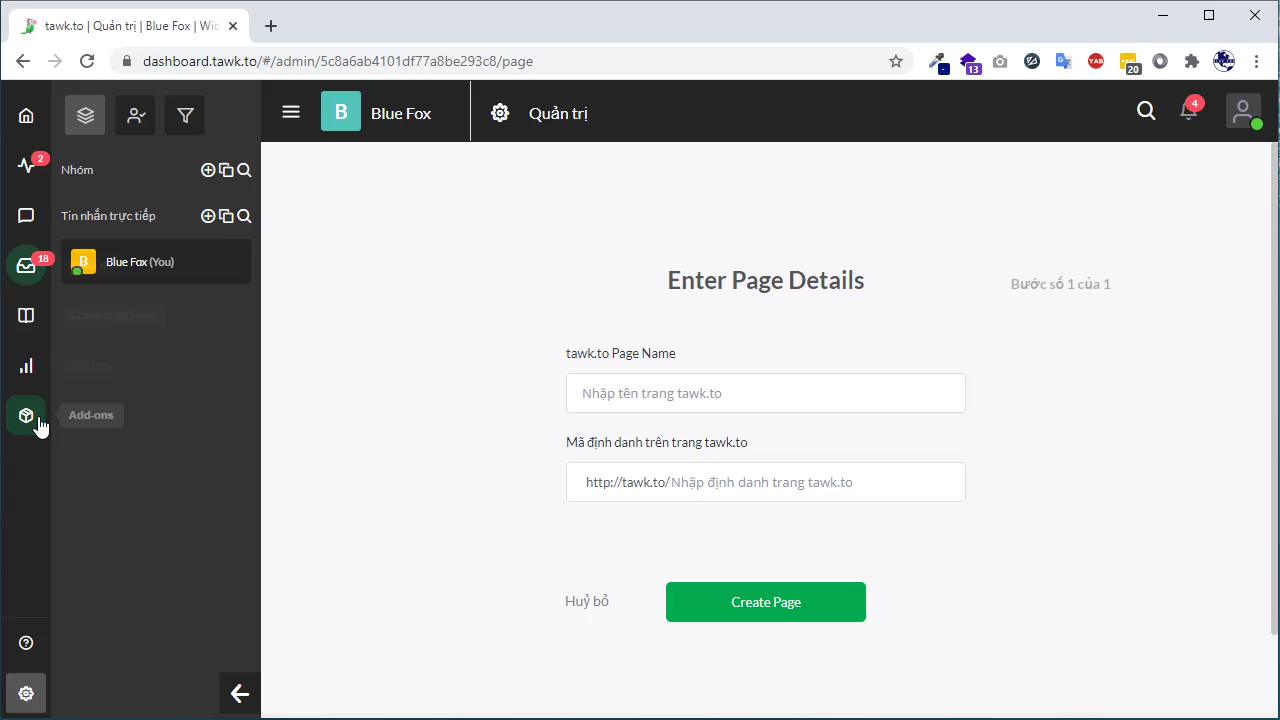 tawk.to | Quản trị | Blue Fox | Wid
dashboard.tawk.to/#/admin/5c8a6ab4101df77a8be293c8/page
13
YAB
20
B
Blue Fox
Quản trị
4
2
Nhóm
Tin nhắn trực tiếp
18
B
Blue Fox (You)
Add-ons
Enter Page Details
Bước số 1 của 1
tawk.to Page Name
Nhập tên trang tawk.to
Mã định danh trên trang tawk.to
http://tawk.to/Nhập định danh trang tawk.to
Huỷ bỏ
Create Page